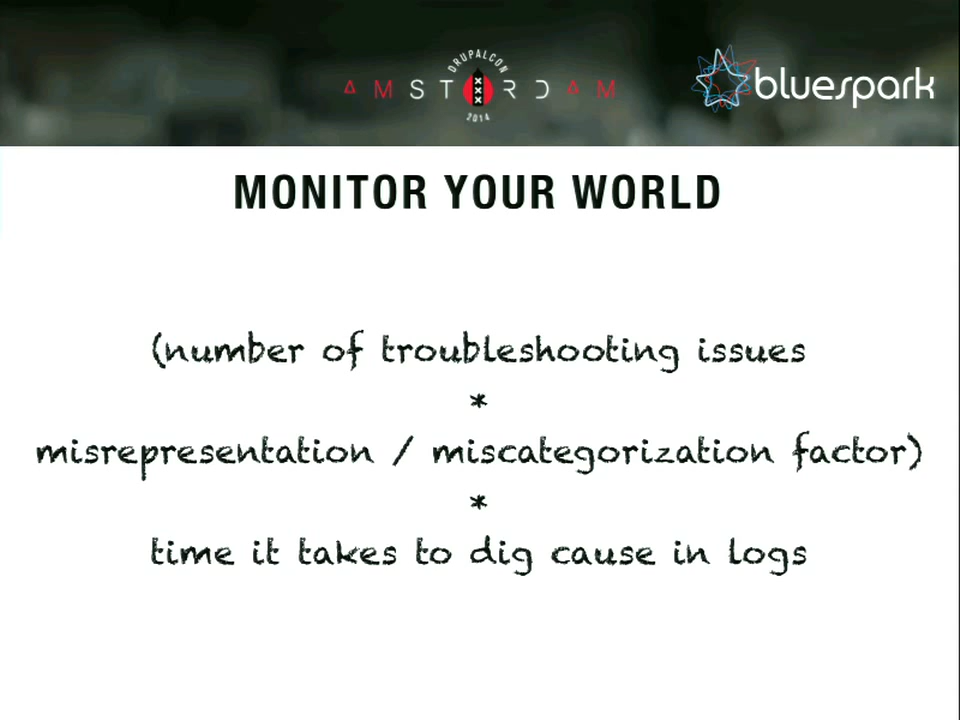 DRUPALCON
AMSTERDAM
2014
bluespark
MONITOR YOUR WORLD
(number of troubleshooting issues
*
misrepresentation / miscategorization factor)
*
time it takes to dig cause in logs